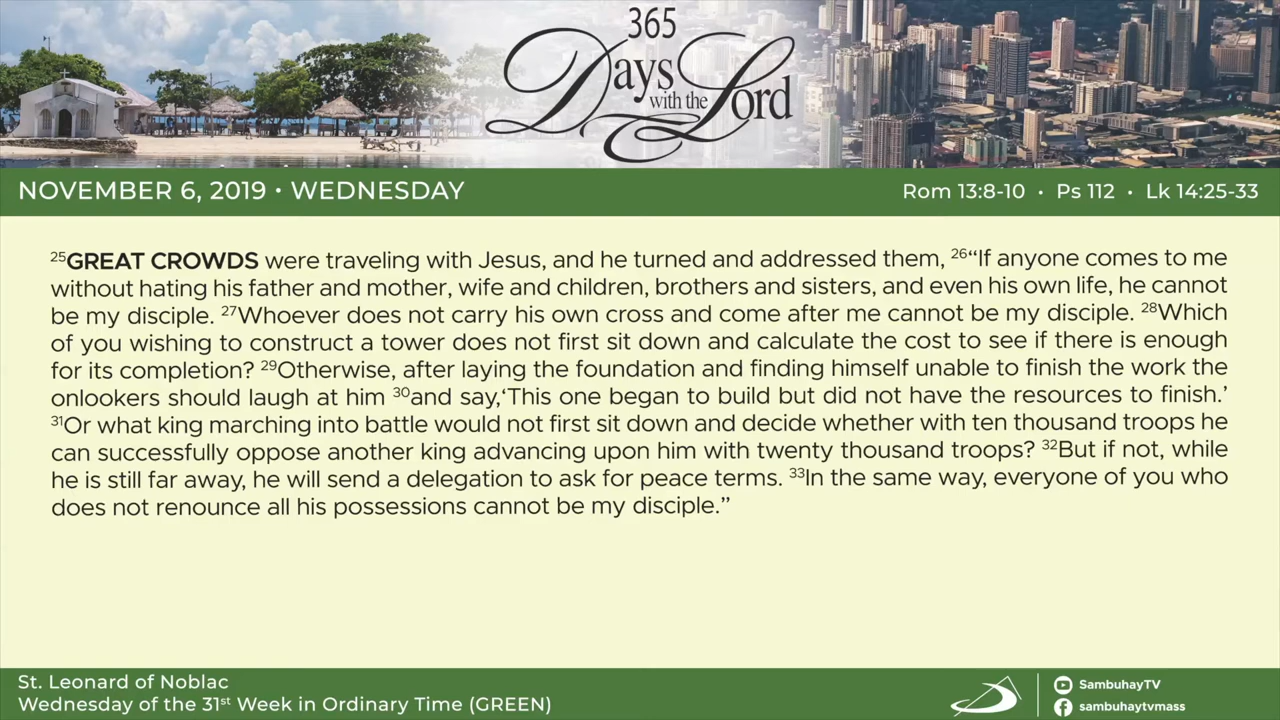 365
Days with the Lord
NOVEMBER 6, 2019 • WEDNESDAY
Rom 13:8-10 • Ps 112 • Lk 14:25-33
25GREAT CROWDS were traveling with Jesus, and he turned and addressed them, 26“If anyone comes to me
without hating his father and mother, wife and children, brothers and sisters, and even his own life, he cannot
be my disciple. 27Whoever does not carry his own cross and come after me cannot be my disciple. 28Which
of you wishing to construct a tower does not first sit down and calculate the cost to see if there is enough
for its completion? 29Otherwise, after laying the foundation and finding himself unable to finish the work the
onlookers should laugh at him 30and say,‘This one began to build but did not have the resources to finish.’
31Or what king marching into battle would not first sit down and decide whether with ten thousand troops he
can successfully oppose another king advancing upon him with twenty thousand troops? 32But if not, while
he is still far away, he will send a delegation to ask for peace terms. 33In the same way, everyone of you who
does not renounce all his possessions cannot be my disciple.”
St. Leonard of Noblac
Wednesday of the 31st Week in Ordinary Time (GREEN)
SambuhayTV
sambuhaytvmass